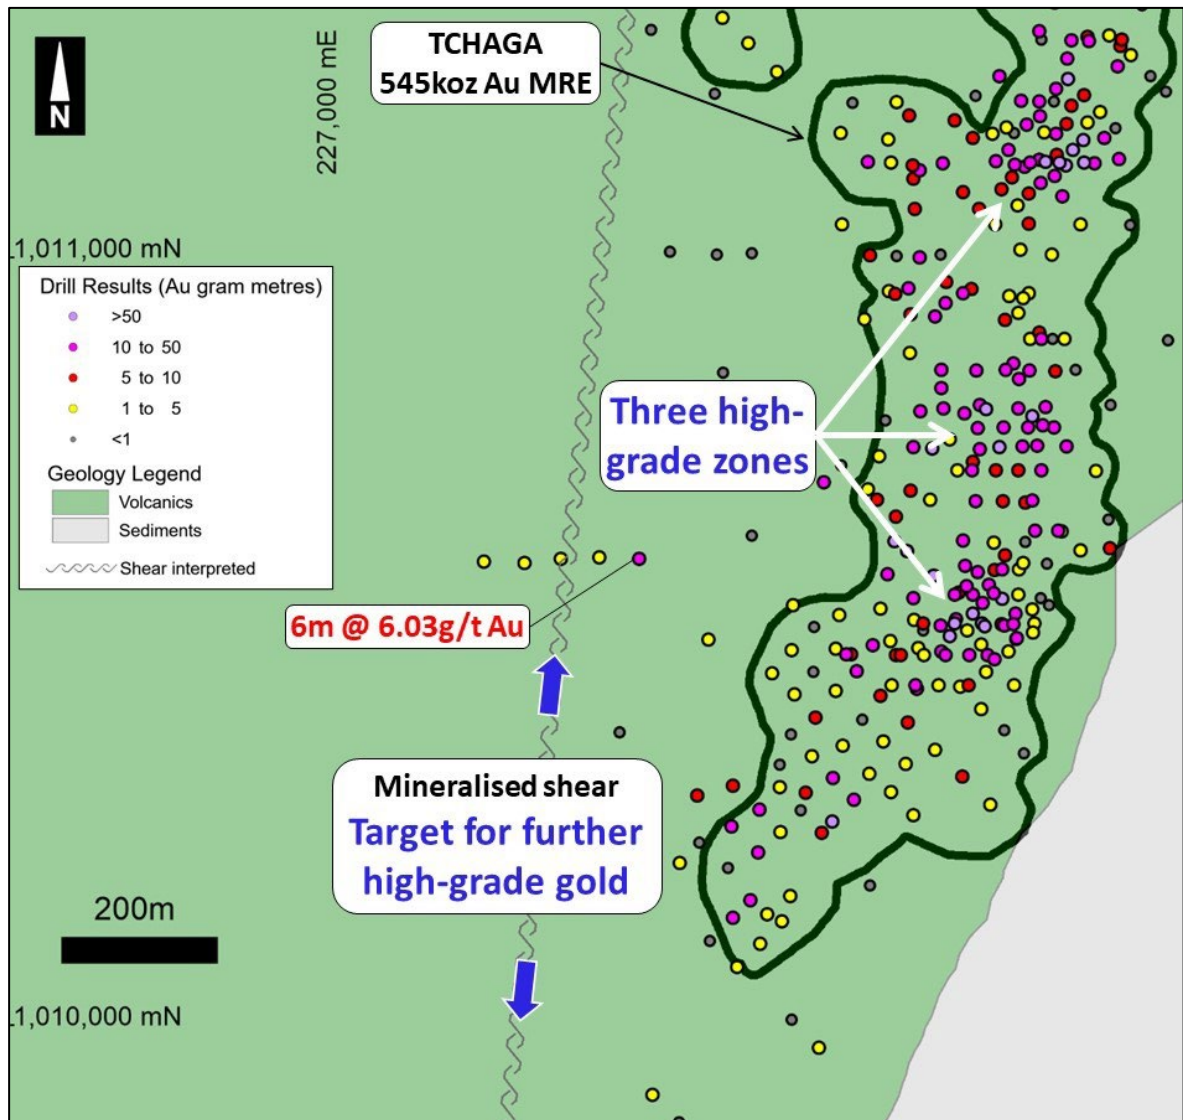 TCHAGA
545koz Au MRE
N
227,000 mE
1,011,000 mN
Drill Results (Au gram metres)
>50
10 to 50
5 to 10
1 to 5
<1
Geology Legend
Volcanics
Sediments
Shear interpreted
Three high-
grade zones
6m @ 6.03g/t Au
Mineralised shear
Target for further
high-grade gold
200m
1,010,000 mN